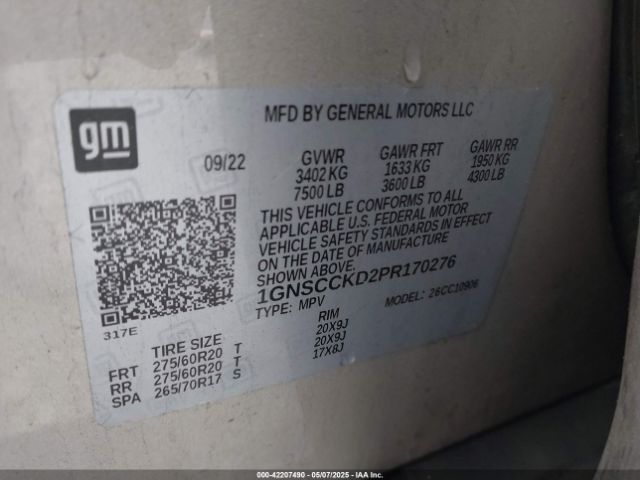 gm
MFD BY GENERAL MOTORS LLC
09/22
GVWR GAWR FRT GAWR RR
3402 KG 1633 KG 1950 KG
7500 LB 3600 LB 4300 LB
THIS VEHICLE CONFORMS TO ALL
APPLICABLE U.S. FEDERAL MOTOR
VEHICLE SAFETY STANDARDS IN EFFECT
ON THE DATE OF MANUFACTURE
SHOWN ABOVE.
1GNSCCKD2PR170276
TYPE: MPV MODEL: 26CC10906
317E
TIRE SIZE RIM
FRT 275/60R20 T 20X9J
RR 275/60R20 T 20X9J
SPA 265/70R17 S 17X8J
000-42207490 - 05/07/2025 - IAAI.com